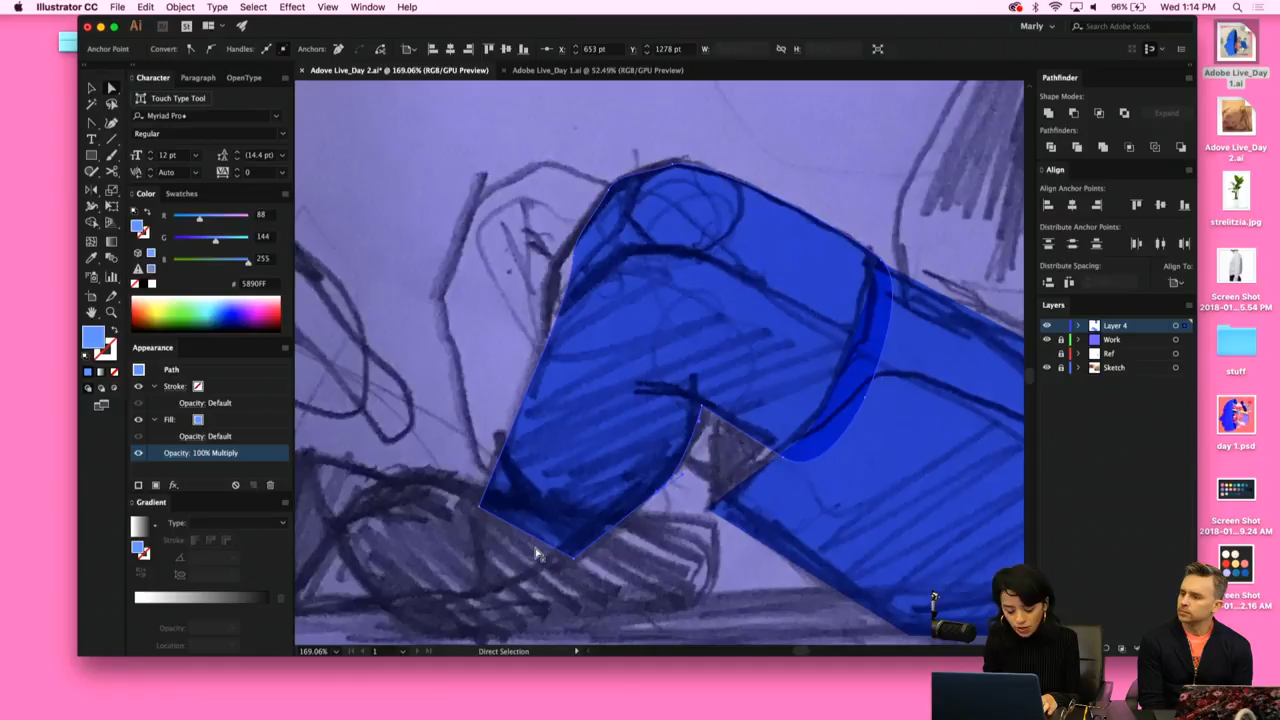 Illustrator CC File Edit Object Type Select Effect View Window Help 96% Wed 1:14 PM
Ai Br St Marly Search Adobe Stock
Anchor Point Convert: Handles: Anchors: X: 653 pt Y: 1278 pt W: H:
× Adove Live_Day 2.ai* @ 169.06% (RGB/GPU Preview) × Adobe Live_Day 1.ai @ 52.49% (RGB/GPU Preview)
Character Paragraph OpenType
Touch Type Tool
Myriad Pro
Regular
12 pt (14.4 pt)
Auto 0
Color Swatches
R 88
G 144
B 255
# 5890FF
Appearance
Path
Stroke:
Opacity: Default
Fill:
Opacity: Default
Opacity: 100% Multiply
fx
Gradient
Type:
Stroke:
Opacity:
Location:
169.06% 1 Direct Selection
Pathfinder
Shape Modes:
Expand
Pathfinders:
Align
Align Anchor Points:
Distribute Anchor Points:
Distribute Spacing: Align To:
Layers
Layer 4
Work
Ref
Sketch
Adobe Live_Day
1.ai
Adove Live_Day
2.ai
strelitzia.jpg
Screen Shot
2018-01...5.54 PM
stuff
day 1.psd
Screen Shot
2018-01...9.24 AM
Screen Shot
2018-01...2.16 AM